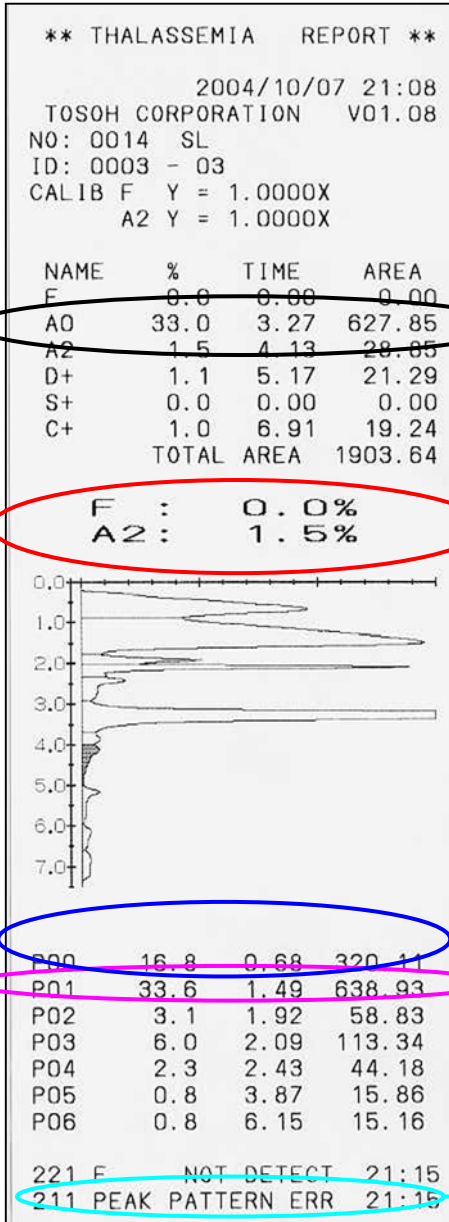 ** THALASSEMIA REPORT **
2004/10/07 21:08
TOSOH CORPORATION V01.08
NO: 0014 SL
ID: 0003 - 03
CALIB F Y = 1.0000X
A2 Y = 1.0000X
NAME % TIME AREA
F 0.0 0.00 0.00
A0 33.0 3.27 627.85
A2 1.5 4.13 28.85
D+ 1.1 5.17 21.29
S+ 0.0 0.00 0.00
C+ 1.0 6.91 19.24
TOTAL AREA 1903.64
F : 0.0%
A2: 1.5%
0.0
1.0
2.0
3.0
4.0
5.0
6.0
7.0
P00 16.8 0.68 320.11
P01 33.6 1.49 638.93
P02 3.1 1.92 58.83
P03 6.0 2.09 113.34
P04 2.3 2.43 44.18
P05 0.8 3.87 15.86
P06 0.8 6.15 15.16
221 F NOT DETECT 21:15
211 PEAK PATTERN ERR 21:15